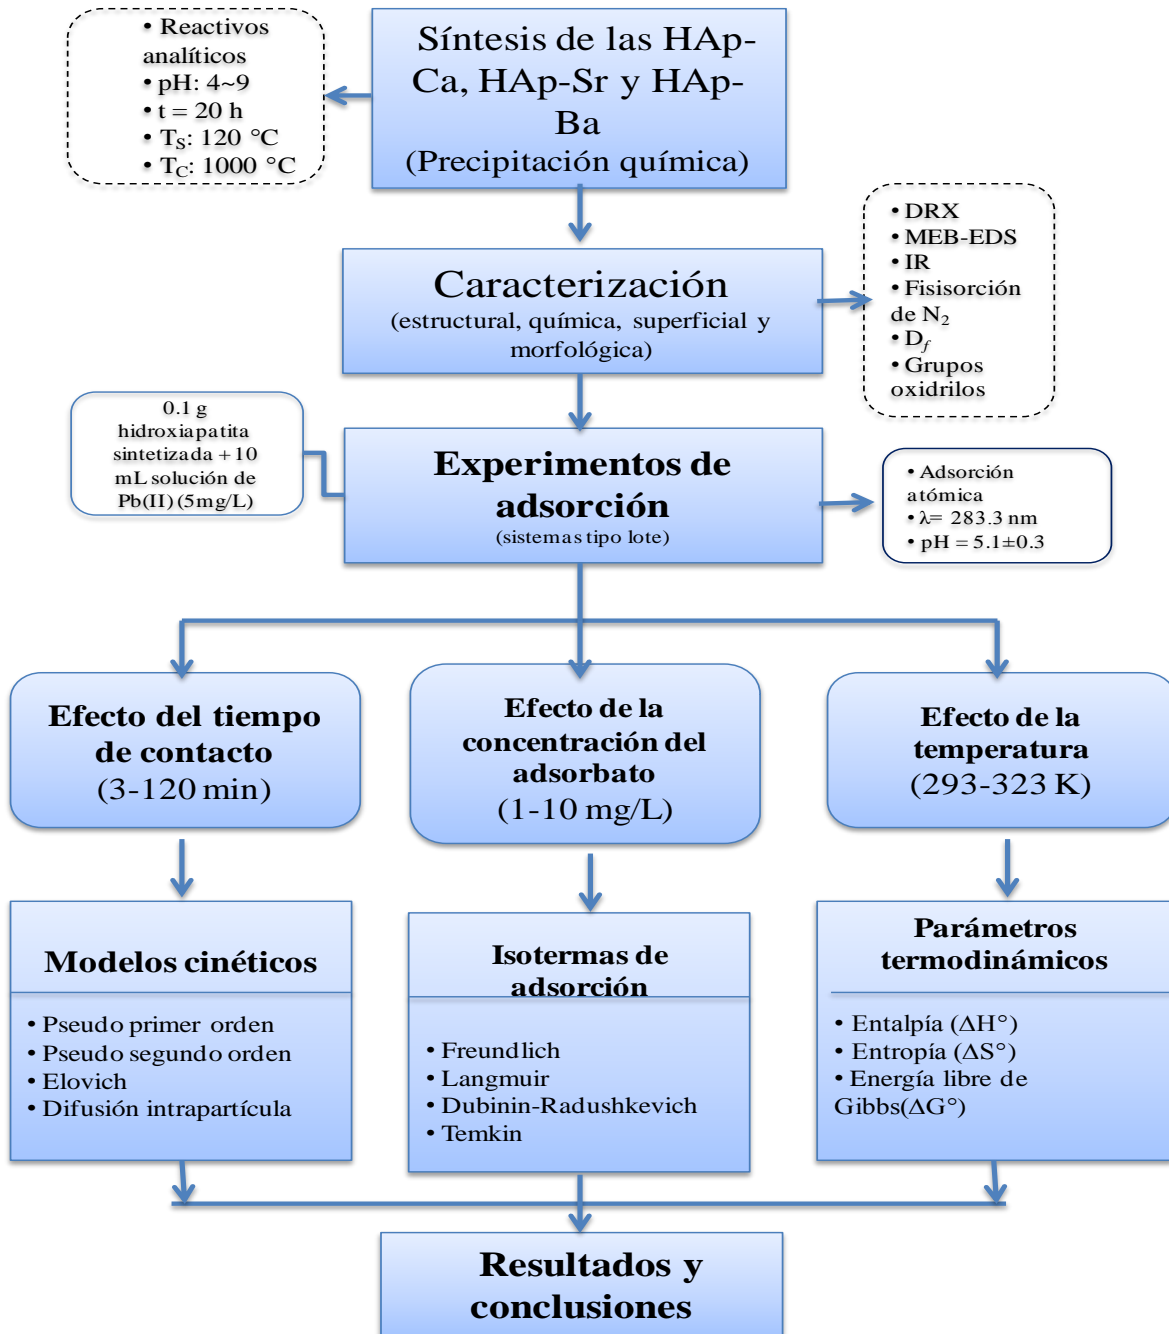 • Reactivos
analíticos
• pH: 4~9
• t = 20 h
• TS: 120 °C
• TC: 1000 °C
Síntesis de las HAp-
Ca, HAp-Sr y HAp-
Ba
(Precipitación química)
Caracterización
(estructural, química, superficial y
morfológica)
• DRX
• MEB-EDS
• IR
• Fisisorción
de N2
• Df
• Grupos
oxidrilos
0.1 g
hidroxiapatita
sintetizada + 10
mL solución de
Pb(II) (5mg/L)
Experimentos de
adsorción
(sistemas tipo lote)
• Adsorción
atómica
• λ= 283.3 nm
• pH = 5.1±0.3
Efecto del tiempo
de contacto
(3-120 min)
Efecto de la
concentración del
adsorbato
(1-10 mg/L)
Efecto de la
temperatura
(293-323 K)
Modelos cinéticos
• Pseudo primer orden
• Pseudo segundo orden
• Elovich
• Difusión intrapartícula
Isotermas de
adsorción
• Freundlich
• Langmuir
• Dubinin-Radushkevich
• Temkin
Parámetros
termodinámicos
• Entalpía (ΔH°)
• Entropía (ΔS°)
• Energía libre de
Gibbs(ΔG°)
Resultados y
conclusiones